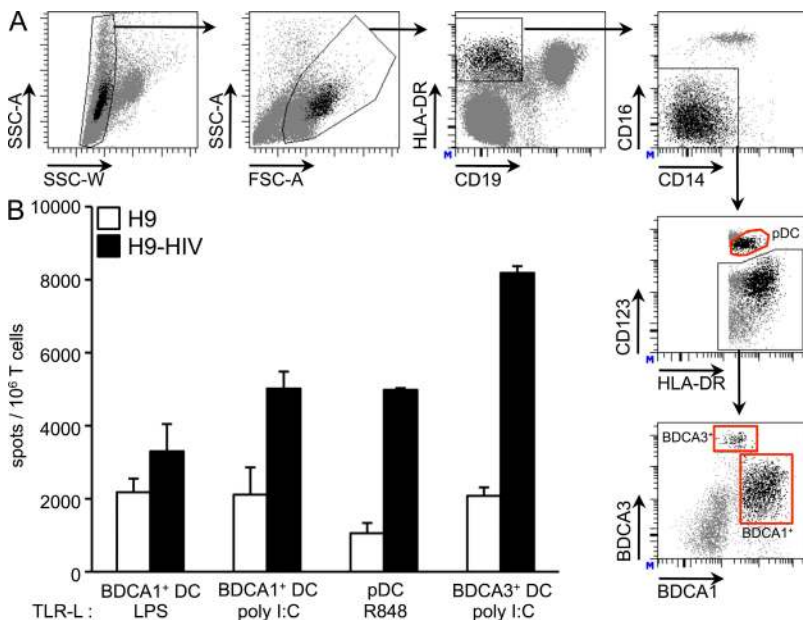 A
SSC-A
SSC-W
SSC-A
FSC-A
HLA-DR
M
CD19
CD16
M
CD14
pDC
CD123
M
HLA-DR
BDCA3⁺
BDCA1⁺
BDCA3
M
BDCA1
B
10000
8000
6000
4000
2000
0
spots / 10⁶ T cells
H9
H9-HIV
BDCA1⁺ DC BDCA1⁺ DC pDC BDCA3⁺ DC
TLR-L : LPS poly I:C R848 poly I:C